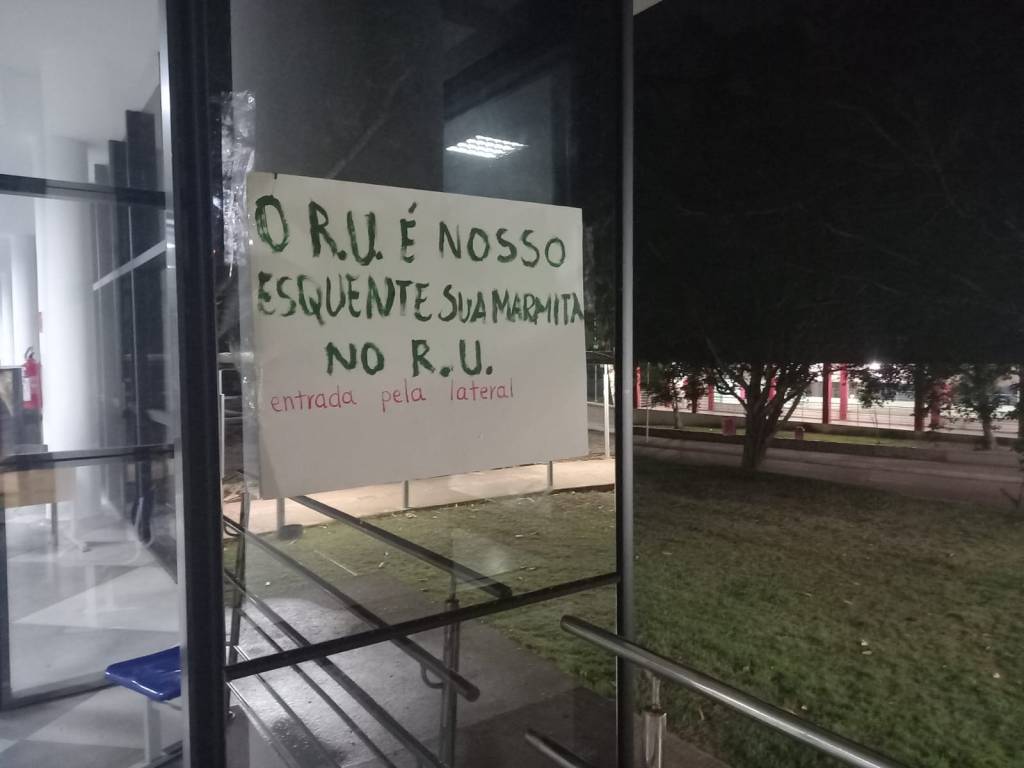 O R.U. É NOSSO
ESQUENTE SUA MARMITA
NO R.U.
entrada pela lateral